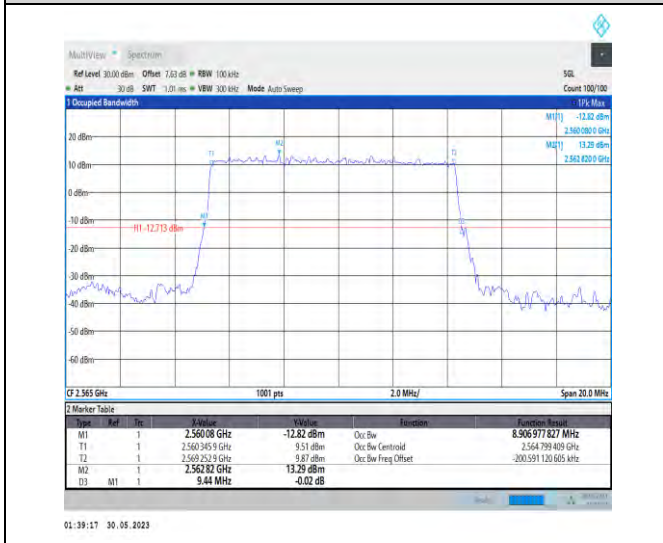 MultiView Spectrum
Ref Level 30.00 dBm Offset 7.63 dB RBW 100 kHz SGL
Att 30 dB SWT 1.01 ms VBW 300 kHz Mode Auto Sweep Count 100/100
1 Occupied Bandwidth 1Pk Max
M1[1] -12.82 dBm
2.560 080 0 GHz
M2[1] 13.29 dBm
2.562 820 0 GHz
20 dBm
M2
T1 T2
10 dBm
0 dBm
-10 dBm
M1
H1 -12.713 dBm
-20 dBm
-30 dBm
-40 dBm
-50 dBm
-60 dBm
CF 2.565 GHz 1001 pts 2.0 MHz/ Span 20.0 MHz
2 Marker Table
Type Ref Trc X-Value Y-Value Function Function Result
M1 1 2.560 08 GHz -12.82 dBm Occ Bw 8.906 977 827 MHz
T1 1 2.560 345 9 GHz 9.51 dBm Occ Bw Centroid 2.564 799 409 GHz
T2 1 2.569 252 9 GHz 9.87 dBm Occ Bw Freq Offset -200.591 120 605 kHz
M2 1 2.562 82 GHz 13.29 dBm
D3 M1 1 9.44 MHz -0.02 dB
01:39:17 30.05.2023